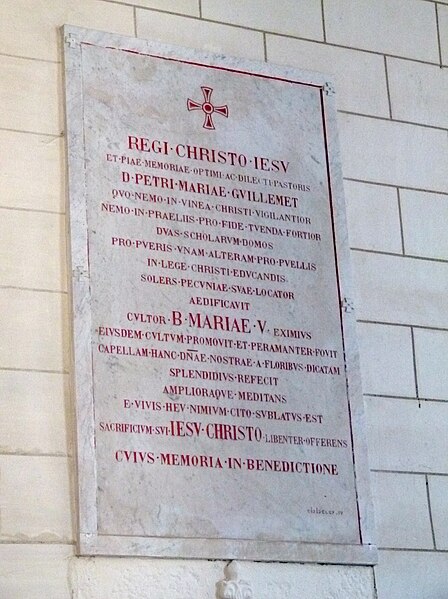 REGI · CHRISTO · IESV
ET · PIAE · MEMORIAE · OPTIMI · AC · DILECTI · PASTORIS
D · PETRI · MARIAE · GVILLEMET
QVO · NEMO · IN · VINEA · CHRISTI · VIGILANTIOR
NEMO · IN · PRAELIIS · PRO · FIDE · TVENDA · FORTIOR
DVAS · SCHOLARVM · DOMOS
PRO · PVERIS · VNAM · ALTERAM · PRO · PVELLIS
IN · LEGE · CHRISTI · EDVCANDIS
SOLERS · PECVNIAE · SVAE · LOCATOR
AEDIFICAVIT
CVLTOR · B · MARIAE · V · EXIMIVS
EIVSDEM · CVLTVM · PROMOVIT · ET · PERAMANTER · FOVIT
CAPELLAM · HANC · DÑAE · NOSTRAE · A · FLORIBVS · DICATAM
SPLENDIDIVS · REFECIT
AMPLIORAQVE · MEDITANS
E · VIVIS · HEV · NIMIVM · CITO · SVBLATVS · EST
SACRIFICIVM · SVI · IESV · CHRISTO · LIBENTER · OFFERENS
CVIVS · MEMORIA · IN · BENEDICTIONE